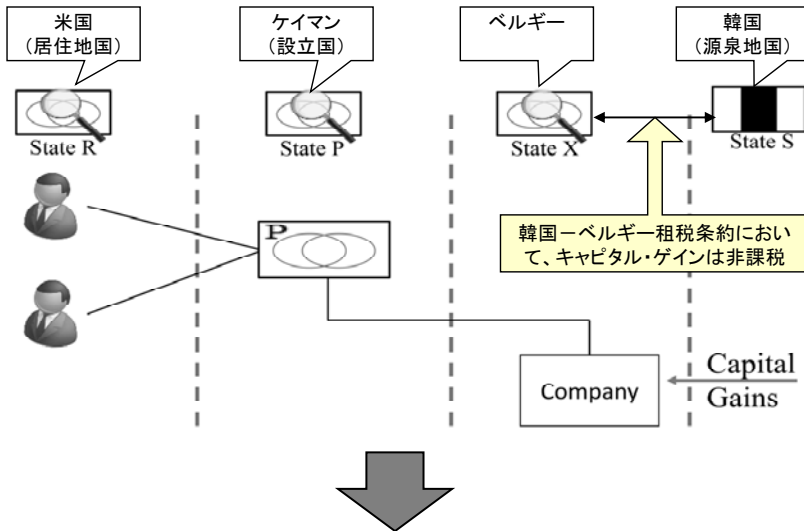 米国
（居住地国）
ケイマン
（設立国）
ベルギー
韓国
（源泉地国）
State R
State P
State X
State S
P
韓国－ベルギー租税条約におい
て、キャピタル・ゲインは非課税
Company
Capital
Gains